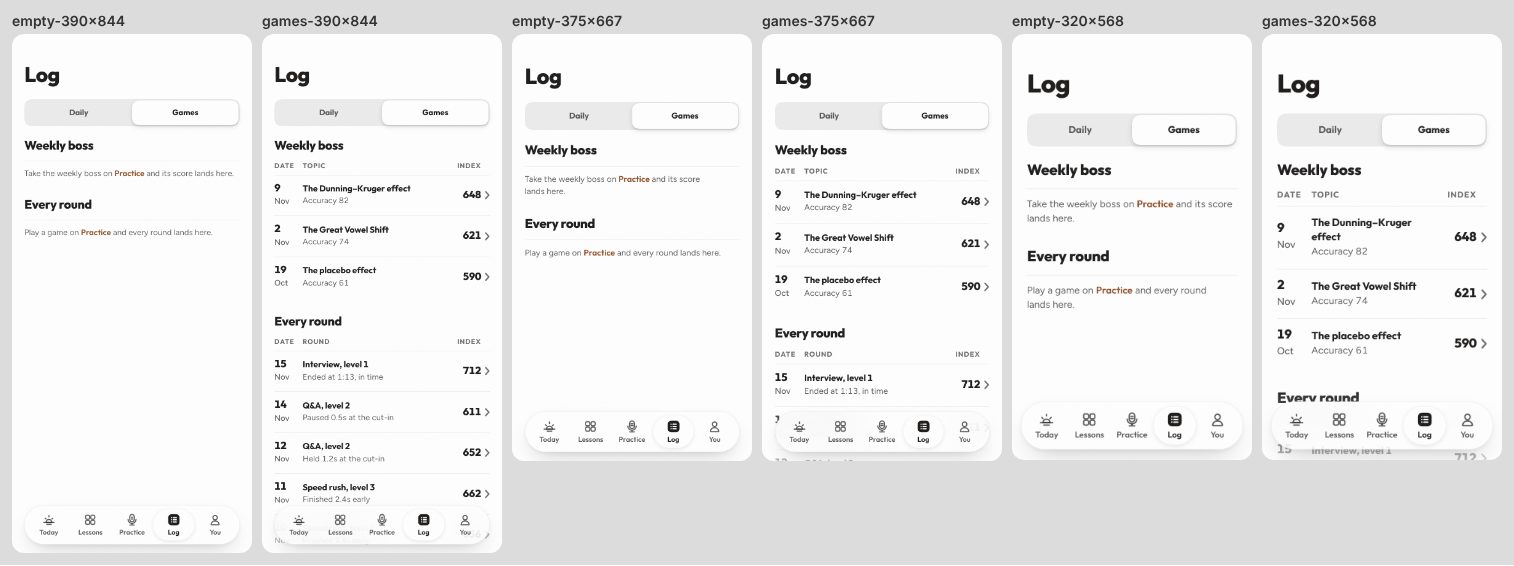 empty-390×844
Log
Daily Games
Weekly boss
Take the weekly boss on Practice and its score lands here.
Every round
Play a game on Practice and every round lands here.
Today Lessons Practice Log You
games-390×844
Log
Daily Games
Weekly boss
DATE TOPIC INDEX
9 Nov The Dunning–Kruger effect 648
Accuracy 82
2 Nov The Great Vowel Shift 621
Accuracy 74
19 Oct The placebo effect 590
Accuracy 61
Every round
DATE ROUND INDEX
15 Nov Interview, level 1 712
Ended at 1:13, in time
14 Nov Q&A, level 2 611
Paused 0.5s at the cut-in
12 Nov Q&A, level 2 652
Held 1.2s at the cut-in
11 Nov Speed rush, level 3 662
Finished 2.4s early
Today Lessons Practice Log You
empty-375×667
Log
Daily Games
Weekly boss
Take the weekly boss on Practice and its score
lands here.
Every round
Play a game on Practice and every round lands here.
Today Lessons Practice Log You
games-375×667
Log
Daily Games
Weekly boss
DATE TOPIC INDEX
9 Nov The Dunning–Kruger effect 648
Accuracy 82
2 Nov The Great Vowel Shift 621
Accuracy 74
19 Oct The placebo effect 590
Accuracy 61
Every round
DATE ROUND INDEX
15 Nov Interview, level 1 712
Ended at 1:13, in time
Today Lessons Practice Log You
empty-320×568
Log
Daily Games
Weekly boss
Take the weekly boss on Practice and its score
lands here.
Every round
Play a game on Practice and every round
lands here.
Today Lessons Practice Log You
games-320×568
Log
Daily Games
Weekly boss
DATE TOPIC INDEX
9 Nov The Dunning–Kruger
effect 648
Accuracy 82
2 Nov The Great Vowel Shift 621
Accuracy 74
19 Oct The placebo effect 590
Accuracy 61
Every round
Today Lessons Practice Log You
15 Interview, level 1 712